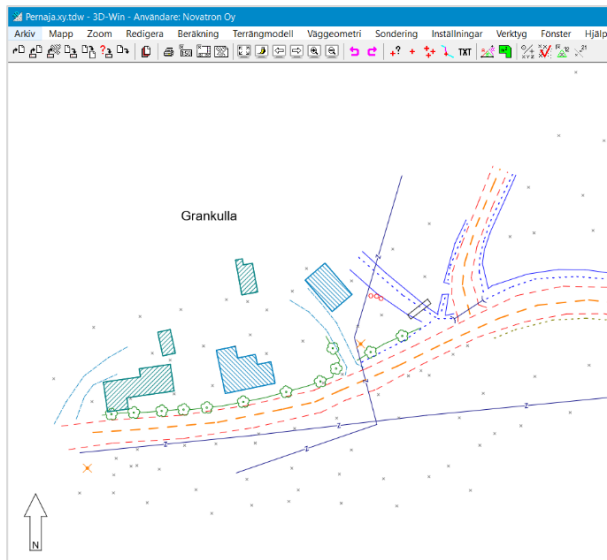 Pernaja.xy.tdw - 3D-Win - Användare: Novatron Oy
Arkiv Mapp Zoom Redigera Beräkning Terrängmodell Väggeometri Sondering Inställningar Verktyg Fönster Hjälp
TXT
Grankulla
N